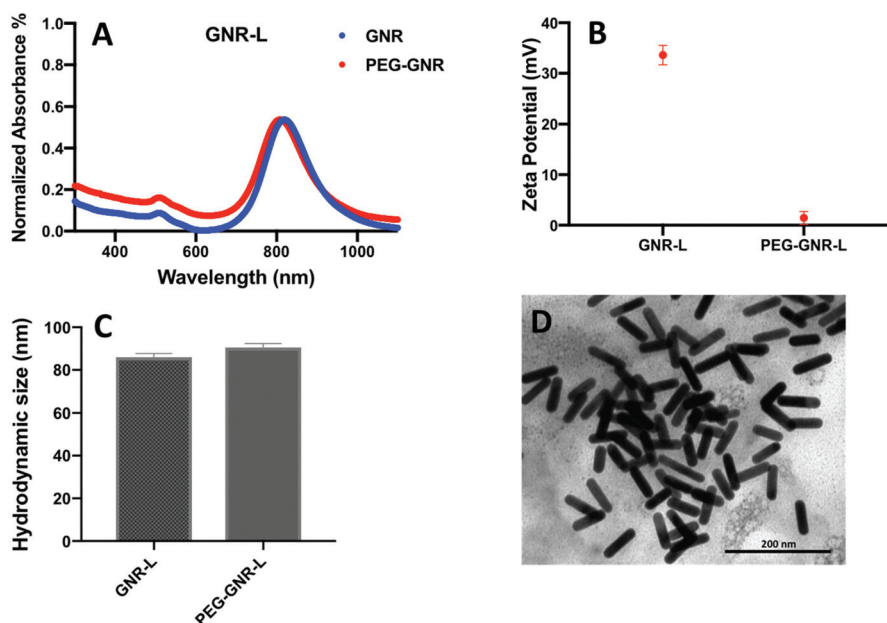 A
GNR-L
GNR
PEG-GNR
Normalized Absorbance %
1.0
0.8
0.6
0.4
0.2
0.0
400
600
800
1000
Wavelength (nm)
B
Zeta Potential (mV)
40
30
20
10
0
GNR-L
PEG-GNR-L
C
Hydrodynamic size (nm)
100
80
60
40
20
0
GNR-L
PEG-GNR-L
D
200 nm